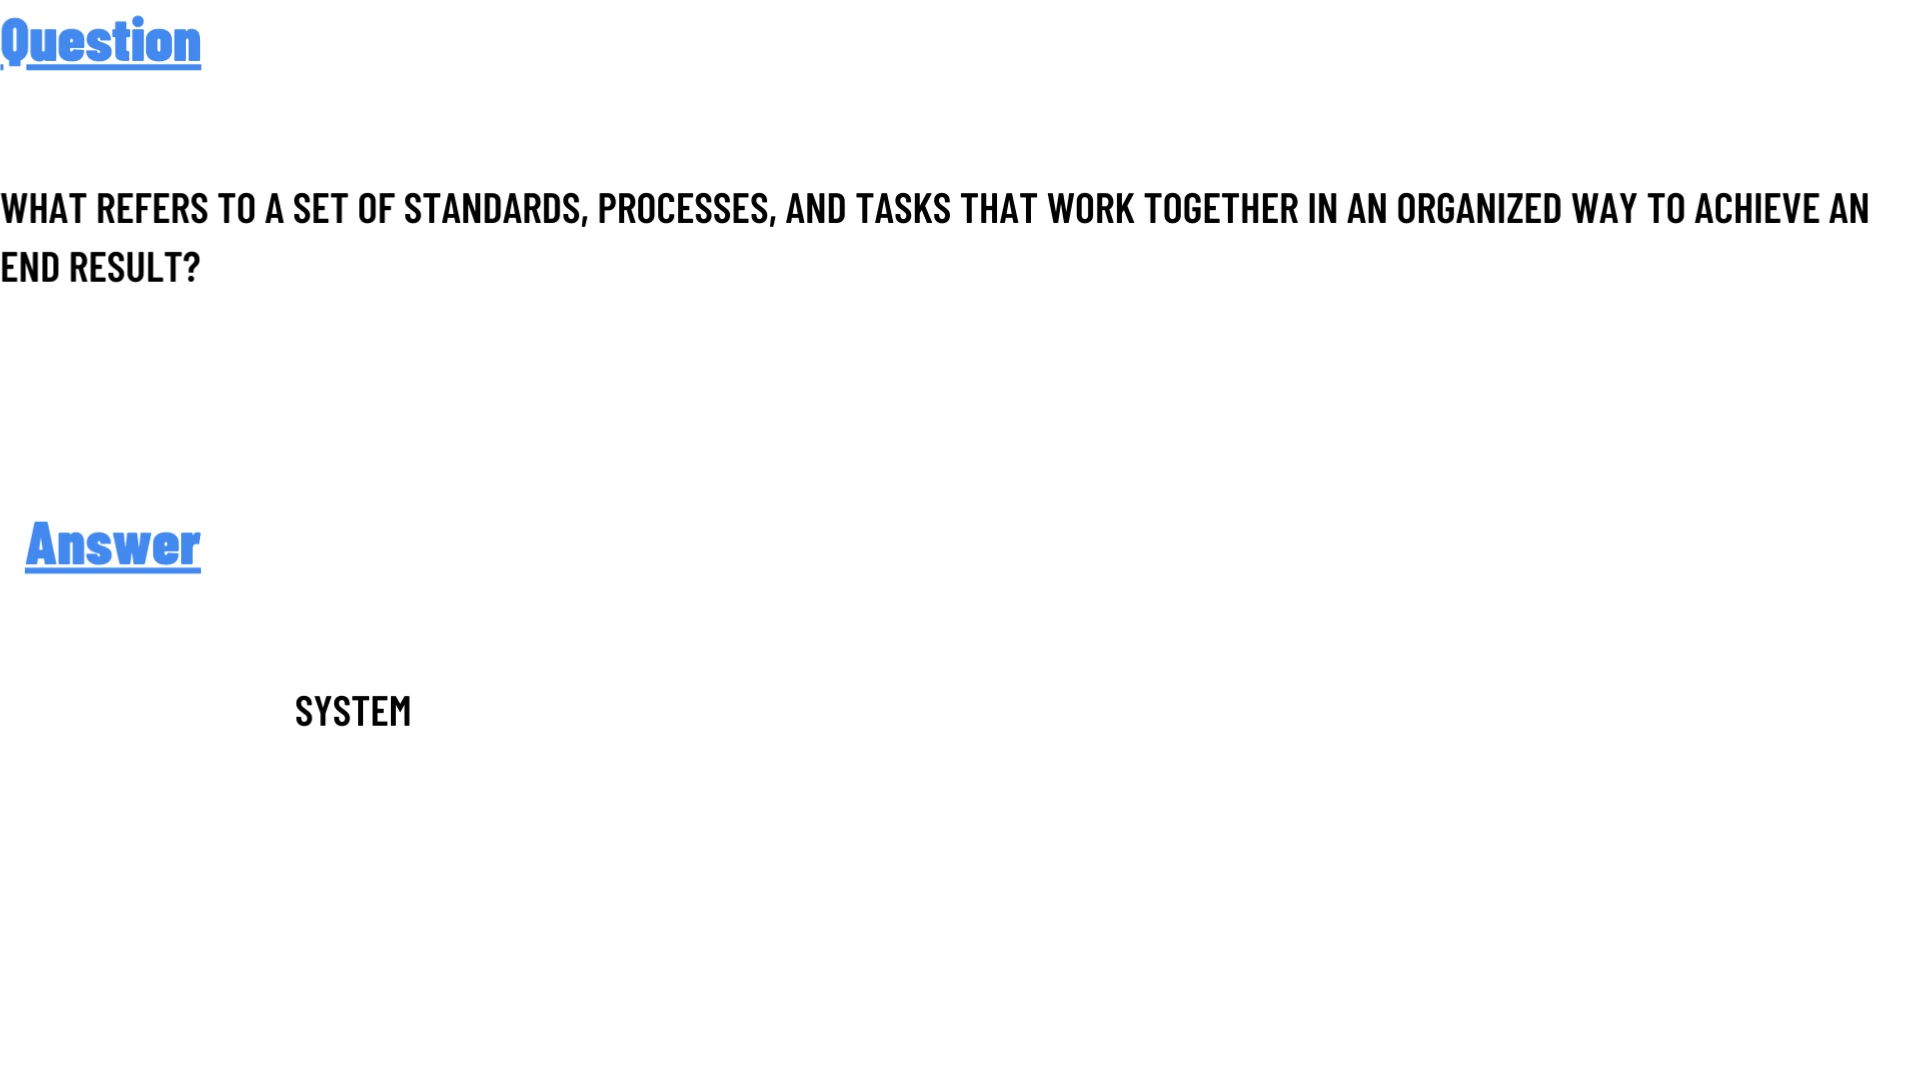 Question
WHAT REFERS TO A SET OF STANDARDS, PROCESSES, AND TASKS THAT WORK TOGETHER IN AN ORGANIZED WAY TO ACHIEVE AN
END RESULT?
Answer
SYSTEM